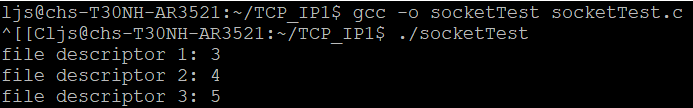 ljs@chs-T30NH-AR3521:~/TCP_IP1$ gcc -o socketTest socketTest.c
^[[Cljs@chs-T30NH-AR3521:~/TCP_IP1$ ./socketTest
file descriptor 1: 3
file descriptor 2: 4
file descriptor 3: 5